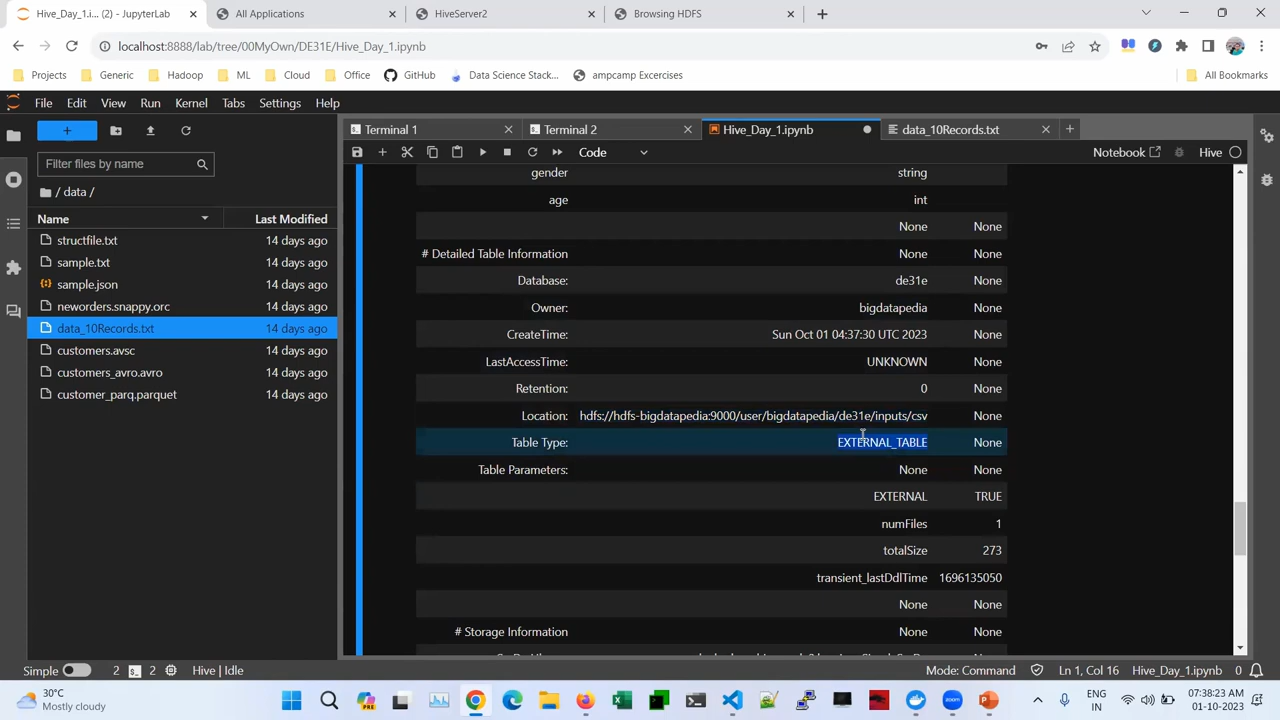 Hive_Day_1.i... (2) - JupyterLab
All Applications
HiveServer2
Browsing HDFS
localhost:8888/lab/tree/00MyOwn/DE31E/Hive_Day_1.ipynb
Projects Generic Hadoop ML Cloud Office GitHub Data Science Stack... ampcamp Excercises All Bookmarks
File Edit View Run Kernel Tabs Settings Help
Terminal 1 Terminal 2 Hive_Day_1.ipynb data_10Records.txt
Code Notebook Hive
Filter files by name
/ data /
Name Last Modified
structfile.txt 14 days ago
sample.txt 14 days ago
sample.json 14 days ago
neworders.snappy.orc 14 days ago
data_10Records.txt 14 days ago
customers.avsc 14 days ago
customers_avro.avro 14 days ago
customer_parq.parquet 14 days ago
gender string
age int
None None
# Detailed Table Information None None
Database: de31e None
Owner: bigdatapedia None
CreateTime: Sun Oct 01 04:37:30 UTC 2023 None
LastAccessTime: UNKNOWN None
Retention: 0 None
Location: hdfs://hdfs-bigdatapedia:9000/user/bigdatapedia/de31e/inputs/csv None
Table Type: EXTERNAL_TABLE None
Table Parameters: None None
EXTERNAL TRUE
numFiles 1
totalSize 273
transient_lastDdlTime 1696135050
None None
# Storage Information None None
Simple 2 2 Hive | Idle Mode: Command Ln 1, Col 16 Hive_Day_1.ipynb 0
30°C
Mostly cloudy
ENG
IN
07:38:23 AM
01-10-2023